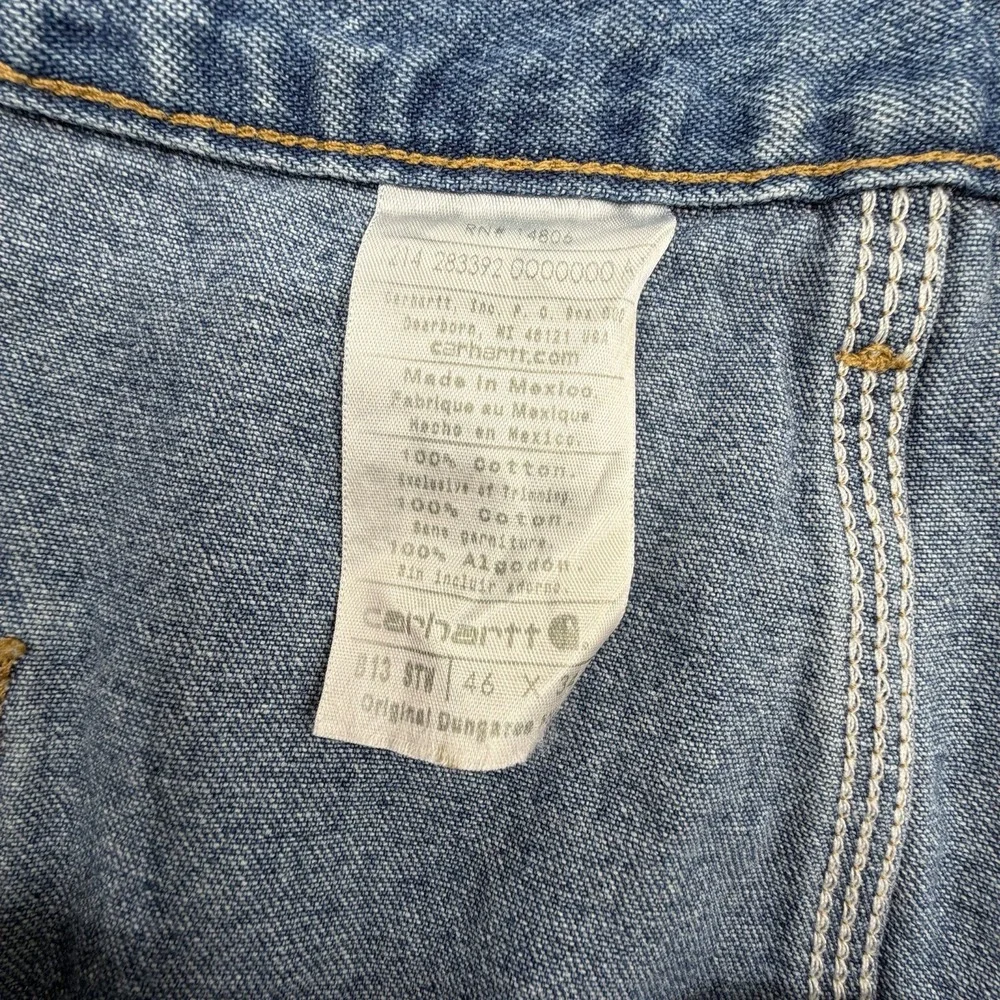 RN# 14806
214 283392 0000000
Carhartt, Inc. P. O. Box
Dearborn, MI 48121 USA
carhartt.com
Made in Mexico.
Fabrique au Mexique.
Hecho en Mexico.
100% Cotton.
Exclusive of Trimming.
100% Coton.
Sans garniture.
100% Algodón.
Sin incluir adorno.
carhartt
B13 STW 46 X
Original Dungaree